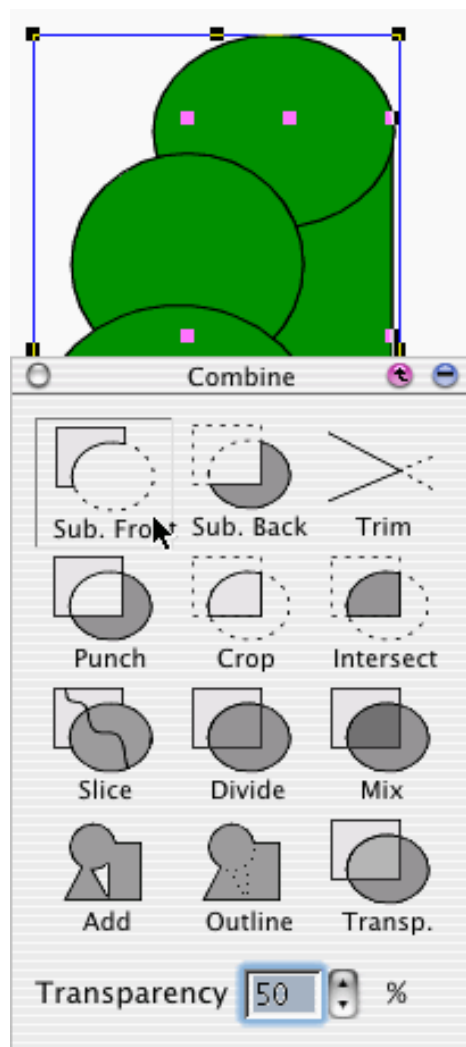 Combine
Sub. Front Sub. Back Trim
Punch Crop Intersect
Slice Divide Mix
Add Outline Transp.
Transparency 50 %